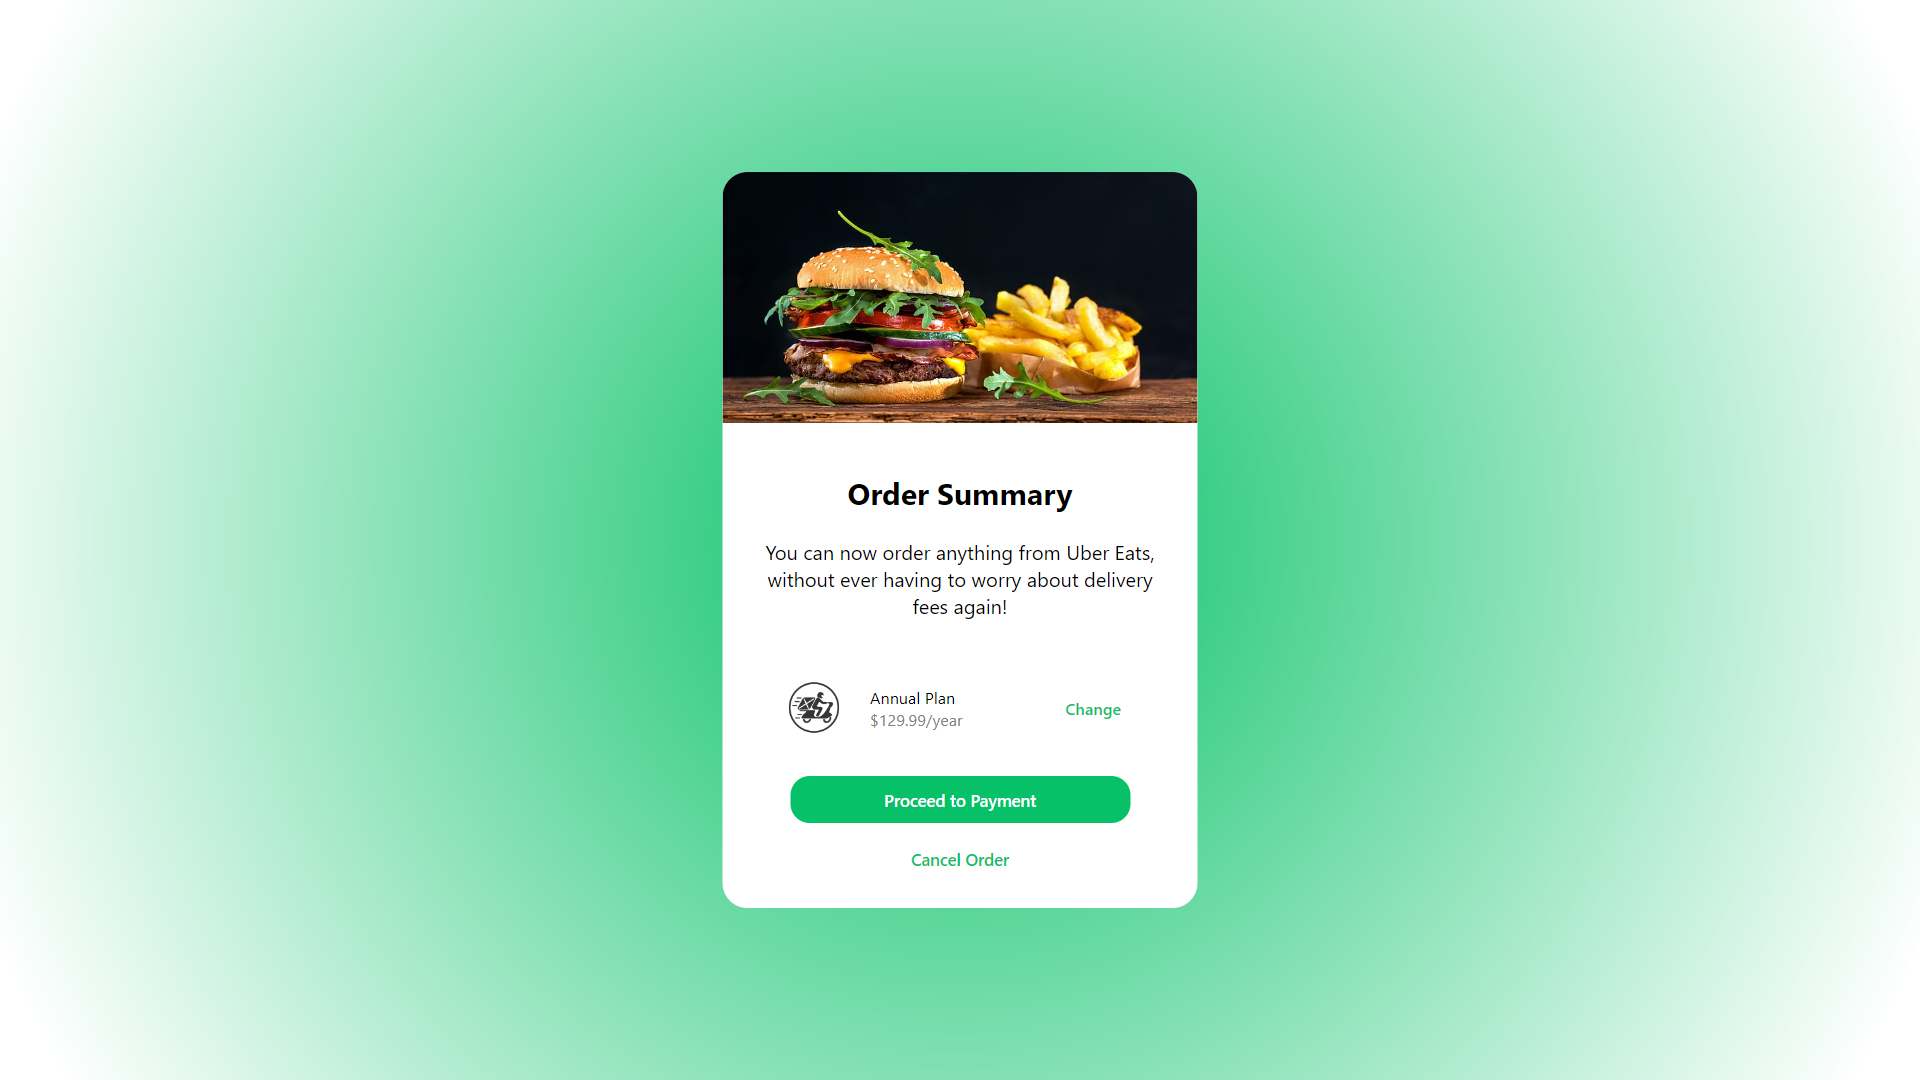 Order Summary
You can now order anything from Uber Eats,
without ever having to worry about delivery
fees again!
Annual Plan
$129.99/year
Change
Proceed to Payment
Cancel Order